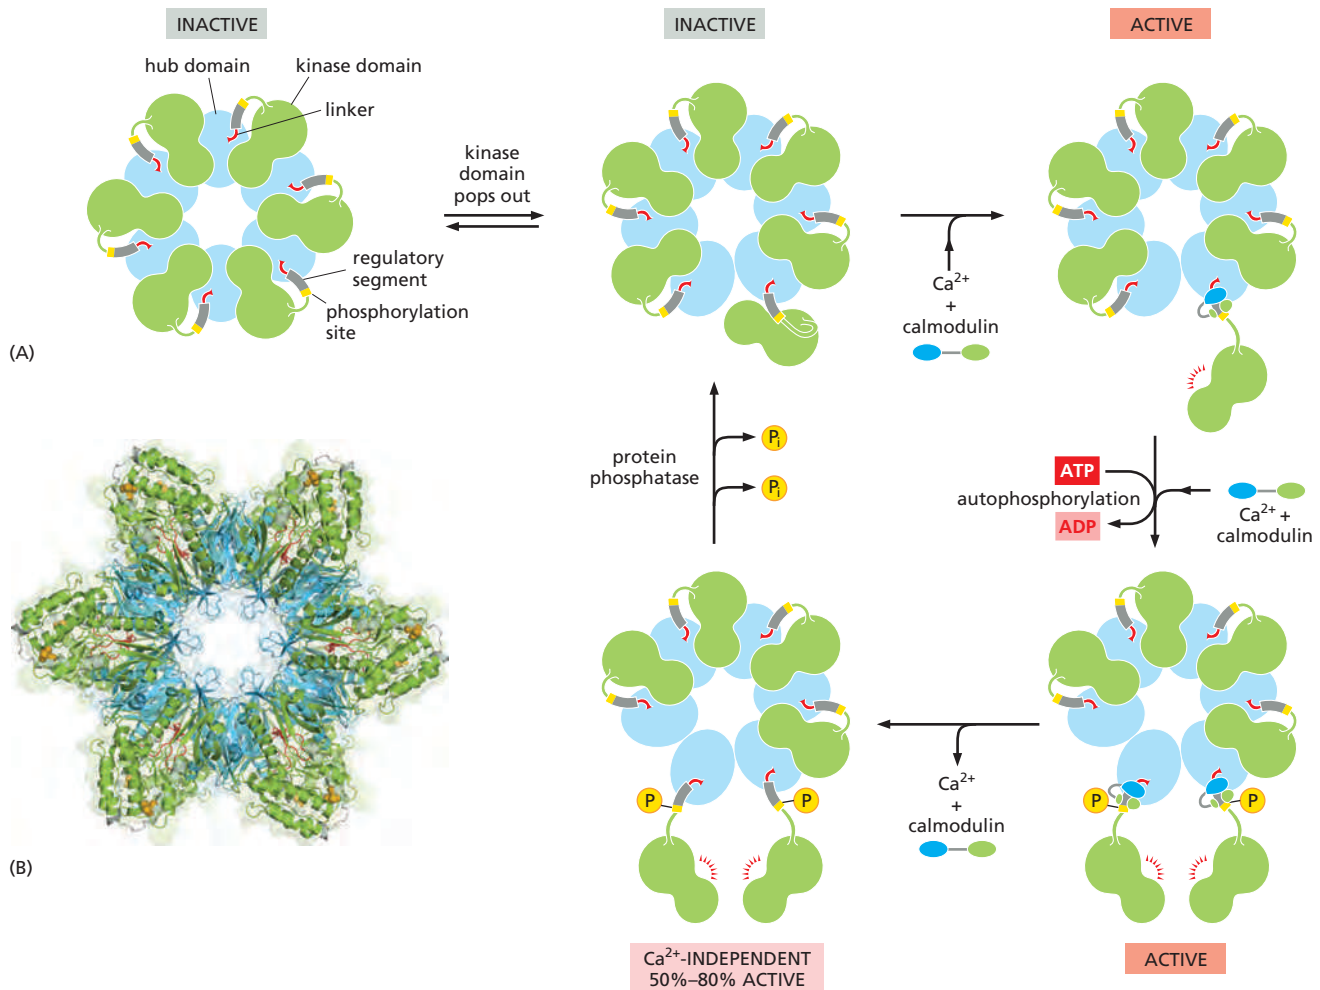 INACTIVE
hub domain
kinase domain
linker
regulatory
segment
phosphorylation
site
(A)
kinase
domain
pops out
INACTIVE
Ca²⁺
+
calmodulin
ACTIVE
ATP
autophosphorylation
ADP
Ca²⁺ +
calmodulin
protein
phosphatase
Pᵢ
Pᵢ
(B)
P
P
Ca²⁺
+
calmodulin
P
P
Ca²⁺-INDEPENDENT
50%–80% ACTIVE
ACTIVE